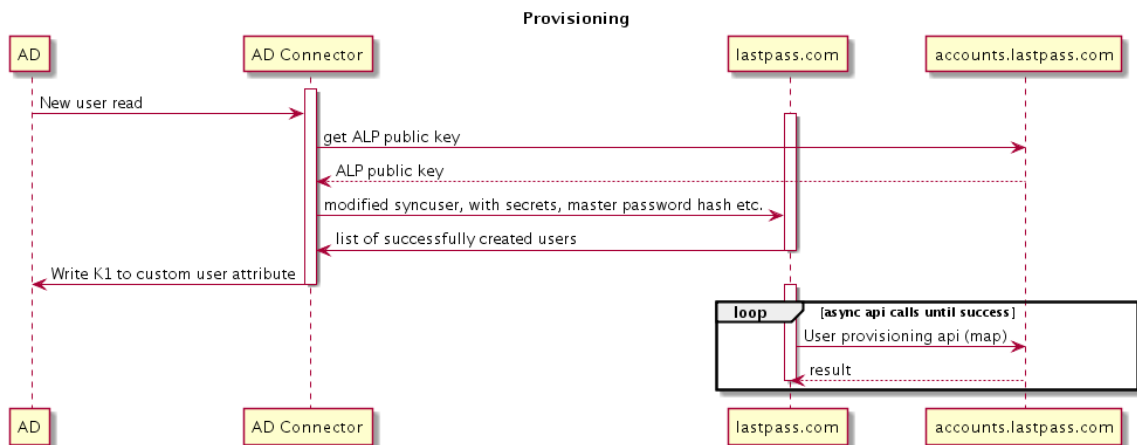 Provisioning
AD
AD Connector
lastpass.com
accounts.lastpass.com
New user read
get ALP public key
ALP public key
modified syncuser, with secrets, master password hash etc.
list of successfully created users
Write K1 to custom user attribute
loop
[async api calls until success]
User provisioning api (map)
result
AD
AD Connector
lastpass.com
accounts.lastpass.com